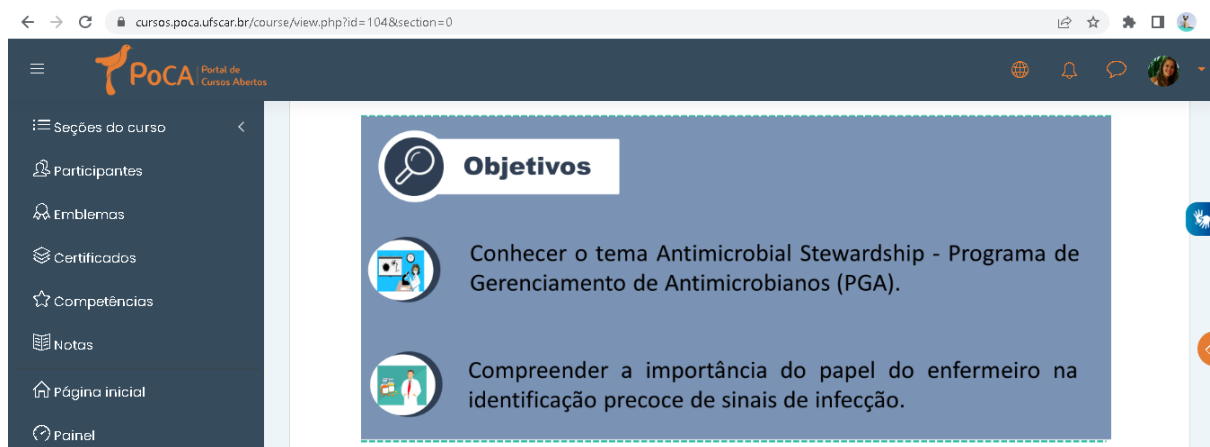 cursos.poca.ufscar.br/course/view.php?id=104&section=0
PoCA Portal de
Cursos Abertos
Seções do curso
Participantes
Emblemas
Certificados
Competências
Notas
Página inicial
Painel
Objetivos
Conhecer o tema Antimicrobial Stewardship - Programa de
Gerenciamento de Antimicrobianos (PGA).
Compreender a importância do papel do enfermeiro na
identificação precoce de sinais de infecção.